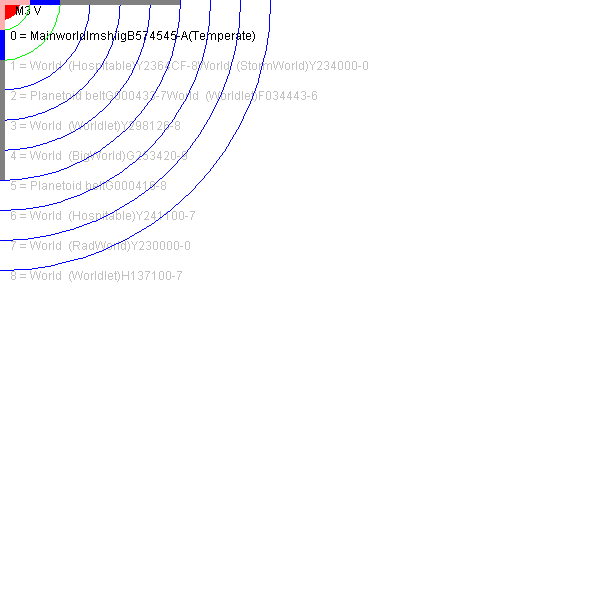 M3 V
0 = MainworldImshigB574545-A(Temperate)
1 = World (Hospitable)Y2364CF-8World (StormWorld)Y234000-0
2 = Planetoid beltG000433-7World (Worldlet)F034443-6
3 = World (Worldlet)Y298126-8
4 = World (BigWorld)G253420-9
5 = Planetoid beltG000410-8
6 = World (Hospitable)Y241100-7
7 = World (RadWorld)Y230000-0
8 = World (Worldlet)H137100-7